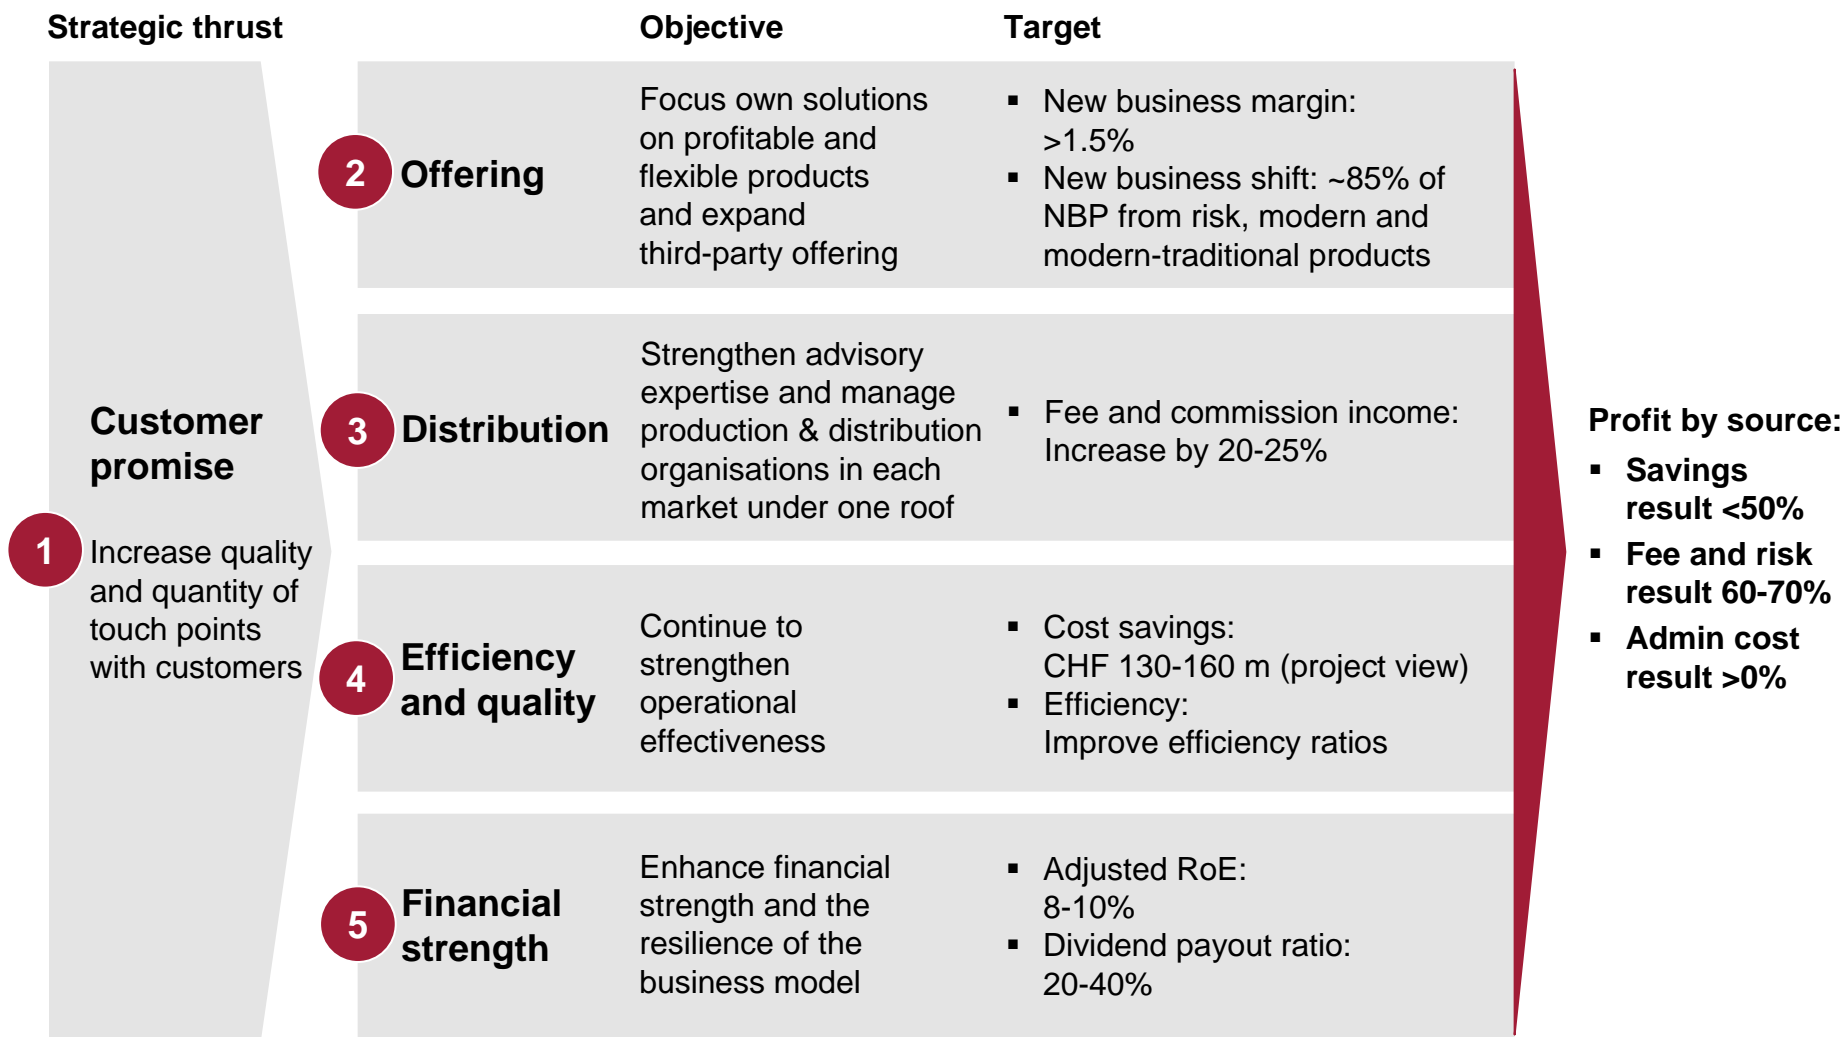 Strategic thrust
Objective
Target
1
Customer
promise
Increase quality
and quantity of
touch points
with customers
2
Offering
Focus own solutions
on profitable and
flexible products
and expand
third-party offering
▪ New business margin:
>1.5%
▪ New business shift: ~85% of
NBP from risk, modern and
modern-traditional products
3
Distribution
Strengthen advisory
expertise and manage
production & distribution
organisations in each
market under one roof
▪ Fee and commission income:
Increase by 20-25%
4
Efficiency
and quality
Continue to
strengthen
operational
effectiveness
▪ Cost savings:
CHF 130-160 m (project view)
▪ Efficiency:
Improve efficiency ratios
5
Financial
strength
Enhance financial
strength and the
resilience of the
business model
▪ Adjusted RoE:
8-10%
▪ Dividend payout ratio:
20-40%
Profit by source:
▪ Savings
result <50%
▪ Fee and risk
result 60-70%
▪ Admin cost
result >0%